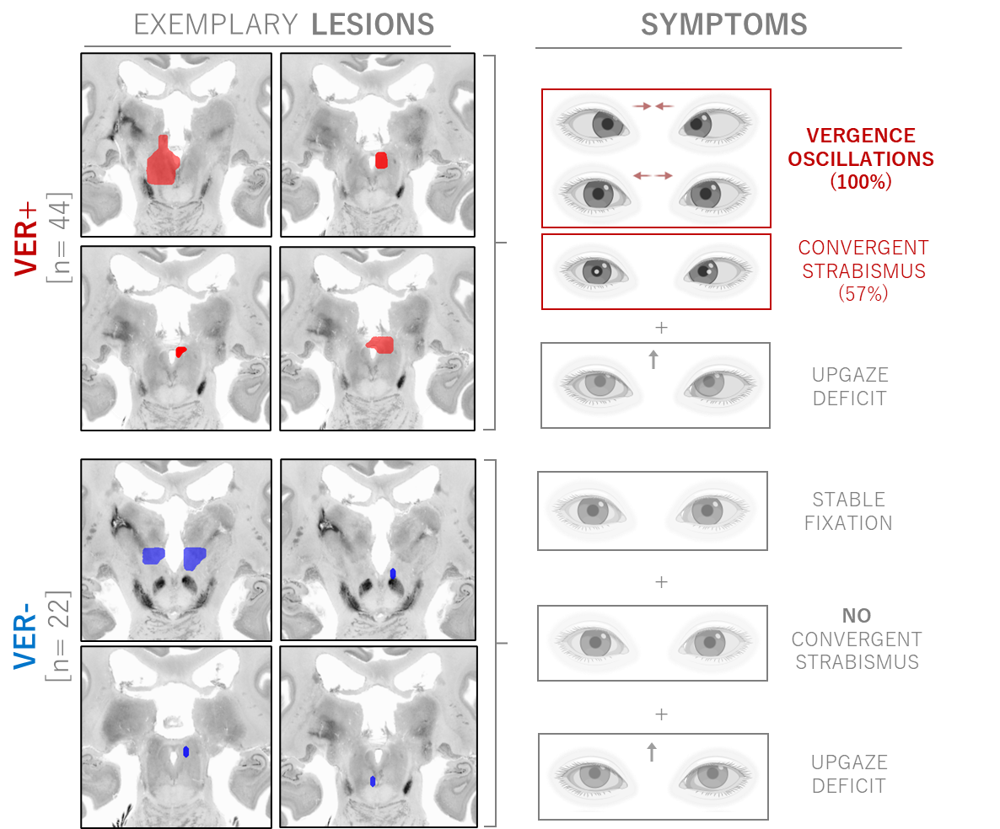 EXEMPLARY LESIONS
SYMPTOMS
VER+
[n= 44]
VERGENCE
OSCILLATIONS
(100%)
CONVERGENT
STRABISMUS
(57%)
+
UPGAZE
DEFICIT
VER-
[n= 22]
STABLE
FIXATION
+
NO
CONVERGENT
STRABISMUS
+
UPGAZE
DEFICIT